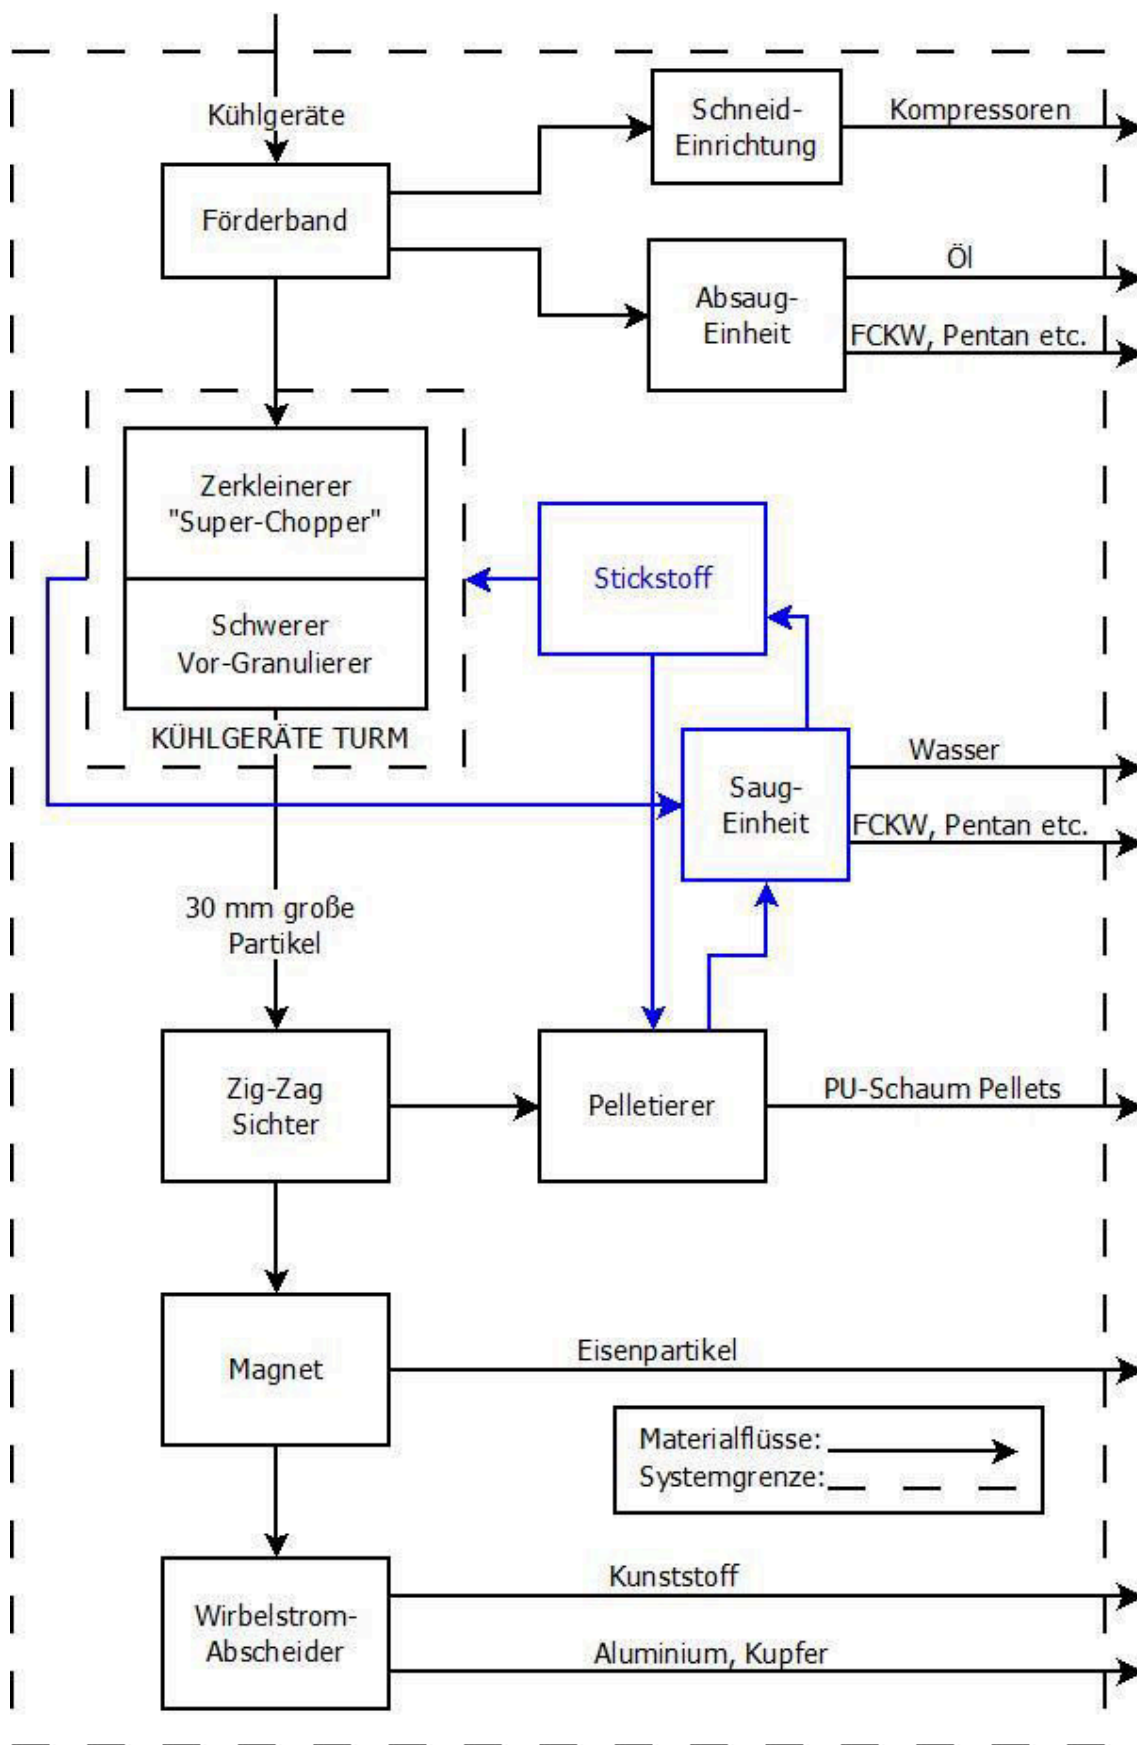 Kühlgeräte
Schneid-
Einrichtung
Kompressoren
Förderband
Absaug-
Einheit
Öl
FCKW, Pentan etc.
Zerkleinerer
"Super-Chopper"
Schwerer
Vor-Granulierer
KÜHLGERÄTE TURM
Stickstoff
Saug-
Einheit
Wasser
FCKW, Pentan etc.
30 mm große
Partikel
Zig-Zag
Sichter
Pelletierer
PU-Schaum Pellets
Magnet
Eisenpartikel
Materialflüsse:
Systemgrenze:
Wirbelstrom-
Abscheider
Kunststoff
Aluminium, Kupfer